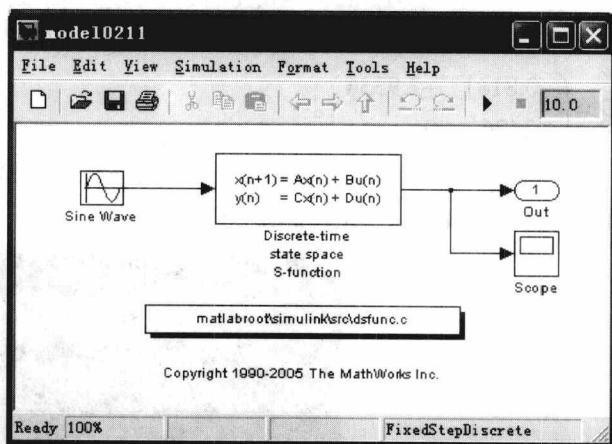 model0211
File Edit View Simulation Format Tools Help
10.0
x(n+1) = Ax(n) + Bu(n)
y(n) = Cx(n) + Du(n)
Sine Wave
Discrete-time
state space
S-function
1
Out
Scope
matlabroot\simulink\src\dsfunc.c
Copyright 1990-2005 The MathWorks Inc.
Ready 100% FixedStepDiscrete